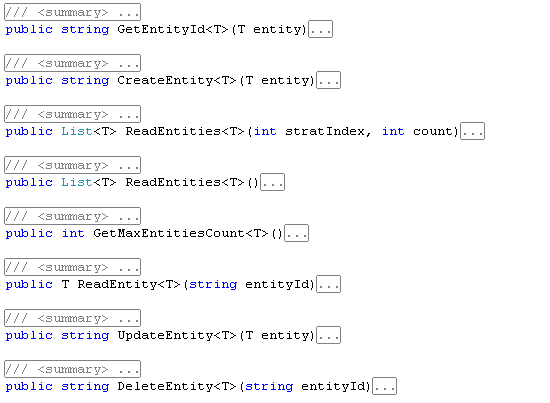 /// <summary> ...
public string GetEntityId<T>(T entity)...
/// <summary> ...
public string CreateEntity<T>(T entity)...
/// <summary> ...
public List<T> ReadEntities<T>(int stratIndex, int count)...
/// <summary> ...
public List<T> ReadEntities<T>()...
/// <summary> ...
public int GetMaxEntitiesCount<T>()...
/// <summary> ...
public T ReadEntity<T>(string entityId)...
/// <summary> ...
public string UpdateEntity<T>(T entity)...
/// <summary> ...
public string DeleteEntity<T>(string entityId)...